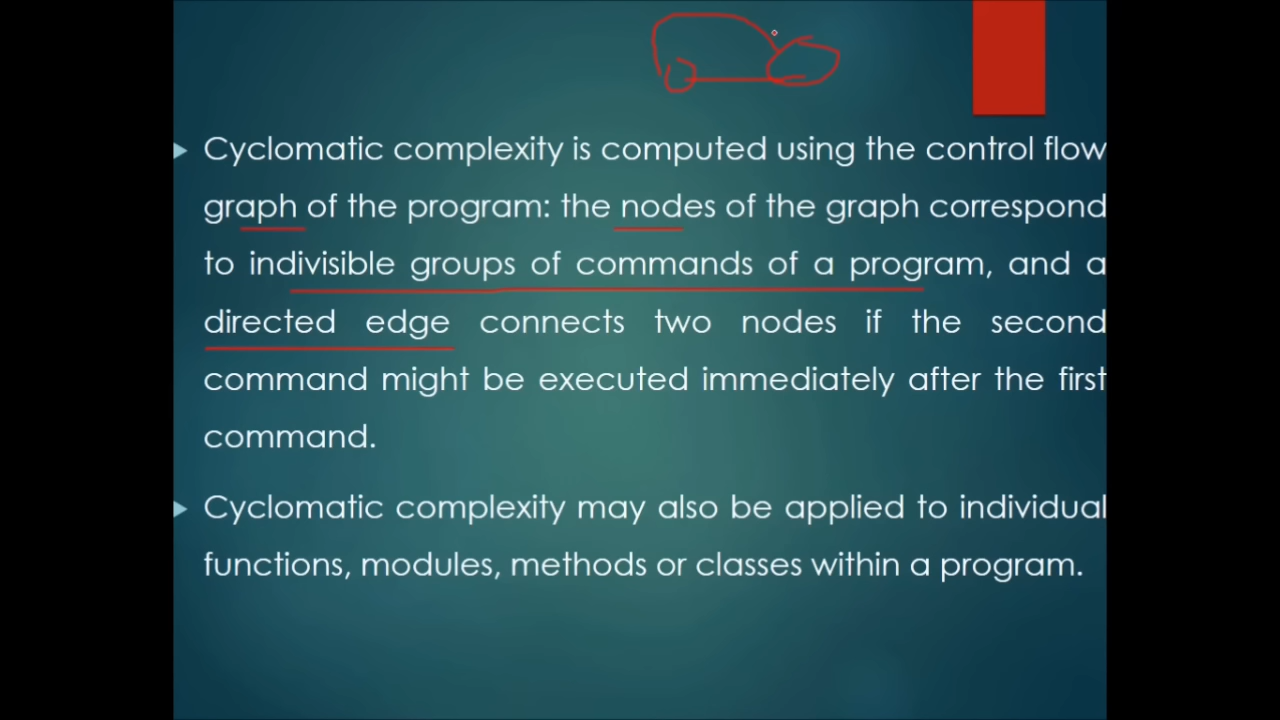 Cyclomatic complexity is computed using the control flow
graph of the program: the nodes of the graph correspond
to indivisible groups of commands of a program, and a
directed edge connects two nodes if the second
command might be executed immediately after the first
command.
Cyclomatic complexity may also be applied to individual
functions, modules, methods or classes within a program.